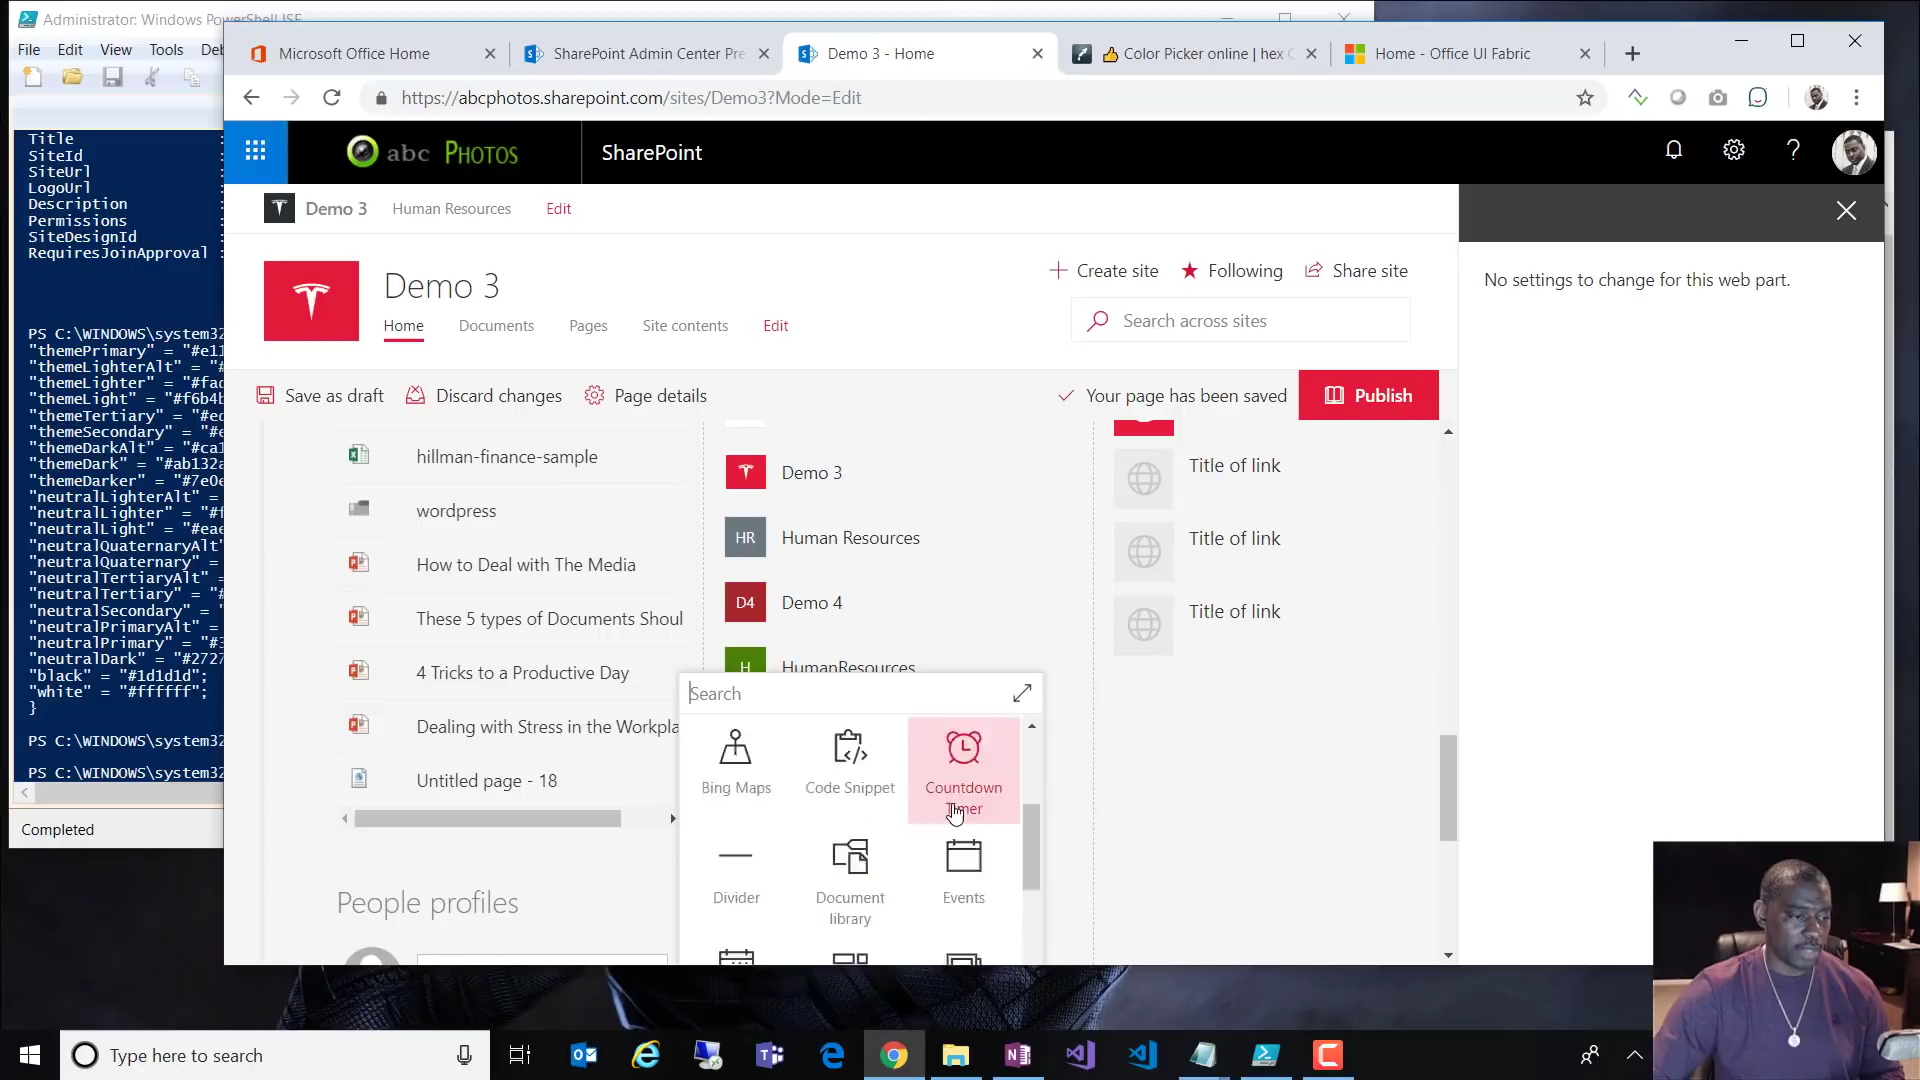 Administrator: Windows PowerShell ISE
File Edit View Tools Deb
Microsoft Office Home
SharePoint Admin Center Pre
Demo 3 - Home
Color Picker online | hex C
Home - Office UI Fabric
https://abcphotos.sharepoint.com/sites/Demo3?Mode=Edit
abc PHOTOS
SharePoint
Title :
SiteId :
SiteUrl :
LogoUrl :
Description :
Permissions :
SiteDesignId :
RequiresJoinApproval :
PS C:\WINDOWS\system32
"themePrimary" = "#e11
"themeLighterAlt" = "#
"themeLighter" = "#fad
"themeLight" = "#f6b4b
"themeTertiary" = "#ed
"themeSecondary" = "#e
"themeDarkAlt" = "#ca1
"themeDark" = "#ab132a
"themeDarker" = "#7e0e
"neutralLighterAlt" =
"neutralLighter" = "#f
"neutralLight" = "#eae
"neutralQuaternaryAlt"
"neutralQuaternary" =
"neutralTertiaryAlt" =
"neutralTertiary" = "#
"neutralSecondary" =
"neutralPrimaryAlt" =
"neutralPrimary" = "#3
"neutralDark" = "#2727
"black" = "#1d1d1d";
"white" = "#ffffff";
}
PS C:\WINDOWS\system32
PS C:\WINDOWS\system32
Completed
Demo 3 Human Resources Edit
Demo 3
Create site Following Share site
Home Documents Pages Site contents Edit
Search across sites
Save as draft Discard changes Page details
Your page has been saved Publish
No settings to change for this web part.
hillman-finance-sample
wordpress
How to Deal with The Media
These 5 types of Documents Shoul
4 Tricks to a Productive Day
Dealing with Stress in the Workpla
Untitled page - 18
People profiles
Demo 3
HR Human Resources
D4 Demo 4
H HumanResources
Title of link
Title of link
Title of link
Search
Bing Maps
Code Snippet
Countdown
Divider
Document
library
Events
Type here to search